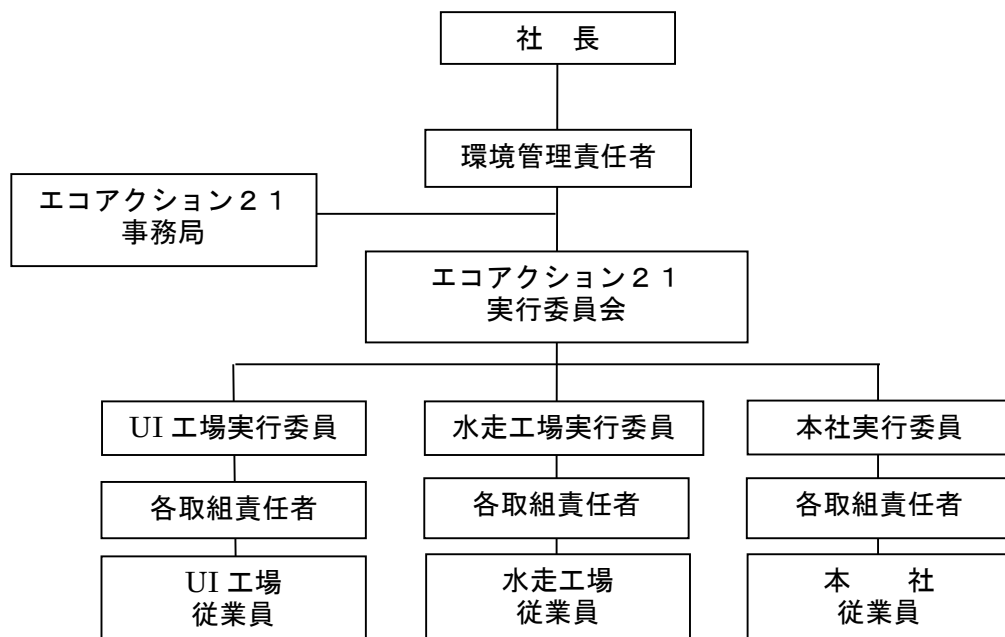 社　長
環境管理責任者
エコアクション２１
事務局
エコアクション２１
実行委員会
UI 工場実行委員
水走工場実行委員
本社実行委員
各取組責任者
各取組責任者
各取組責任者
UI 工場
従業員
水走工場
従業員
本　　社
従業員